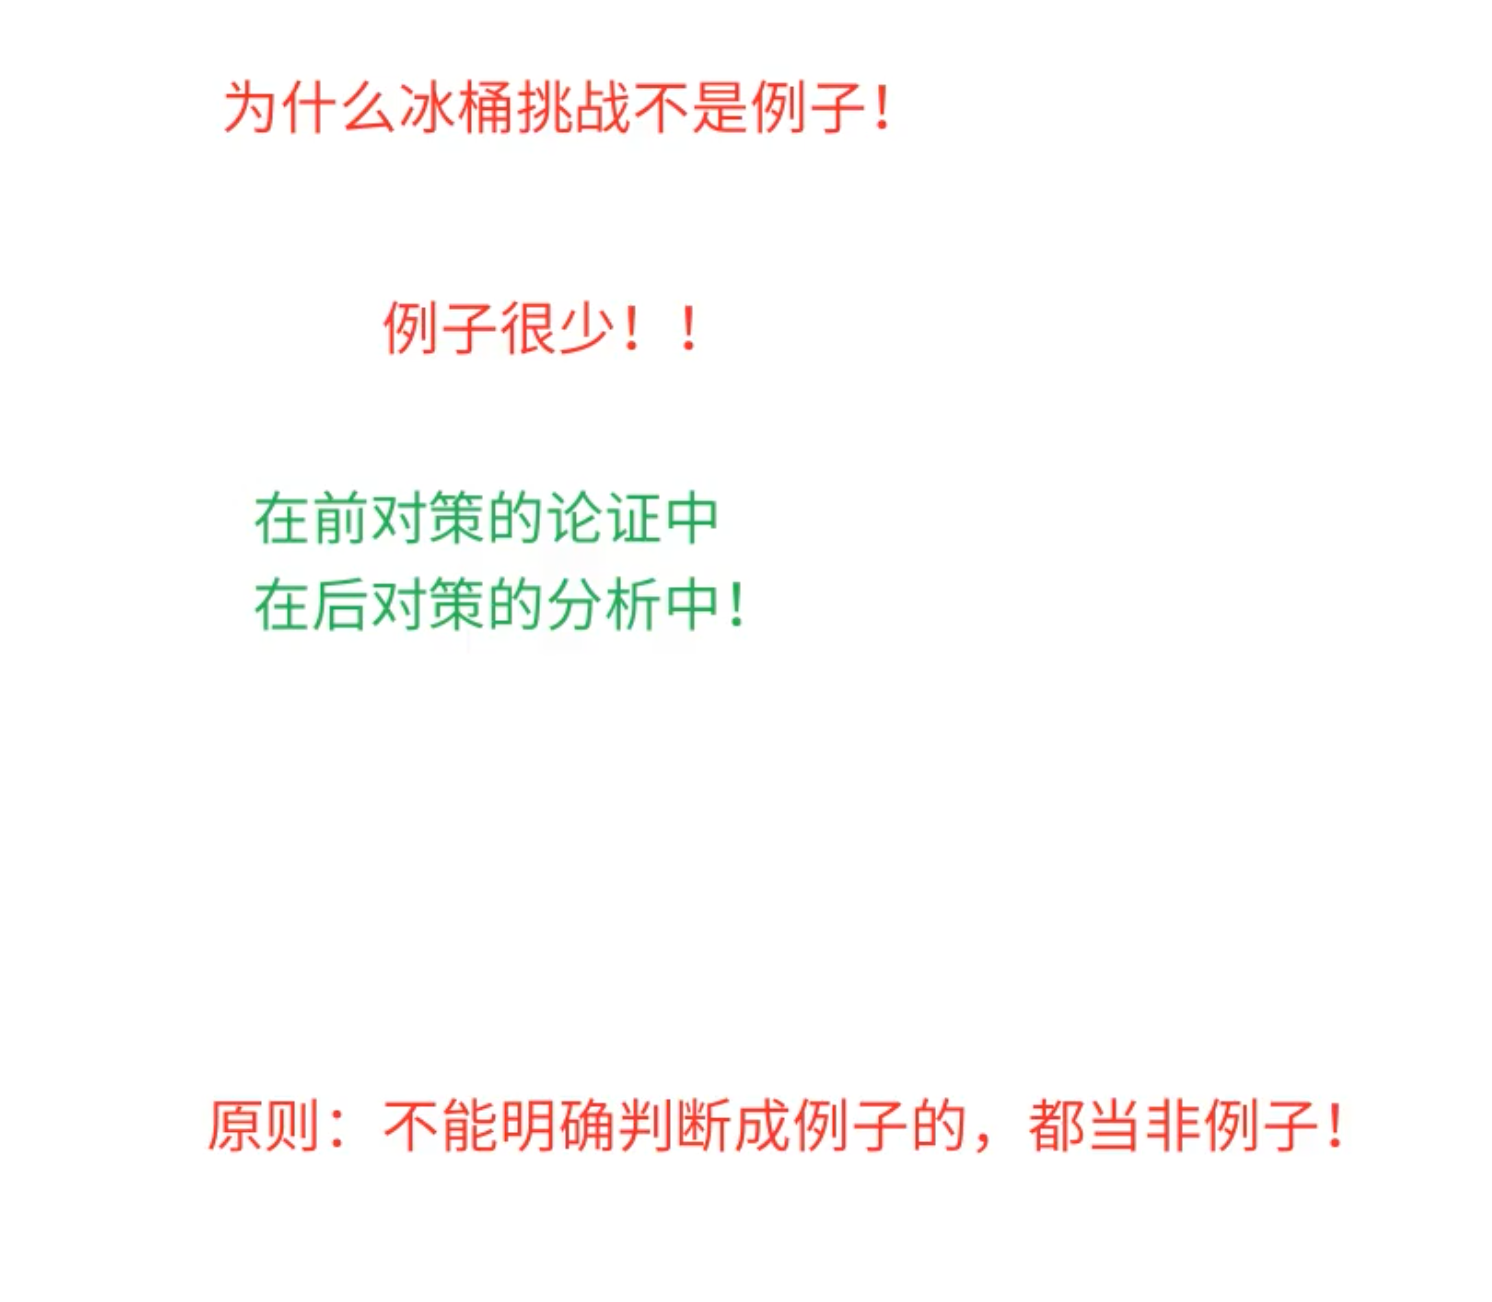 为什么冰桶挑战不是例子！
例子很少！！
在前对策的论证中
在后对策的分析中！
原则：不能明确判断成例子的，都当非例子！